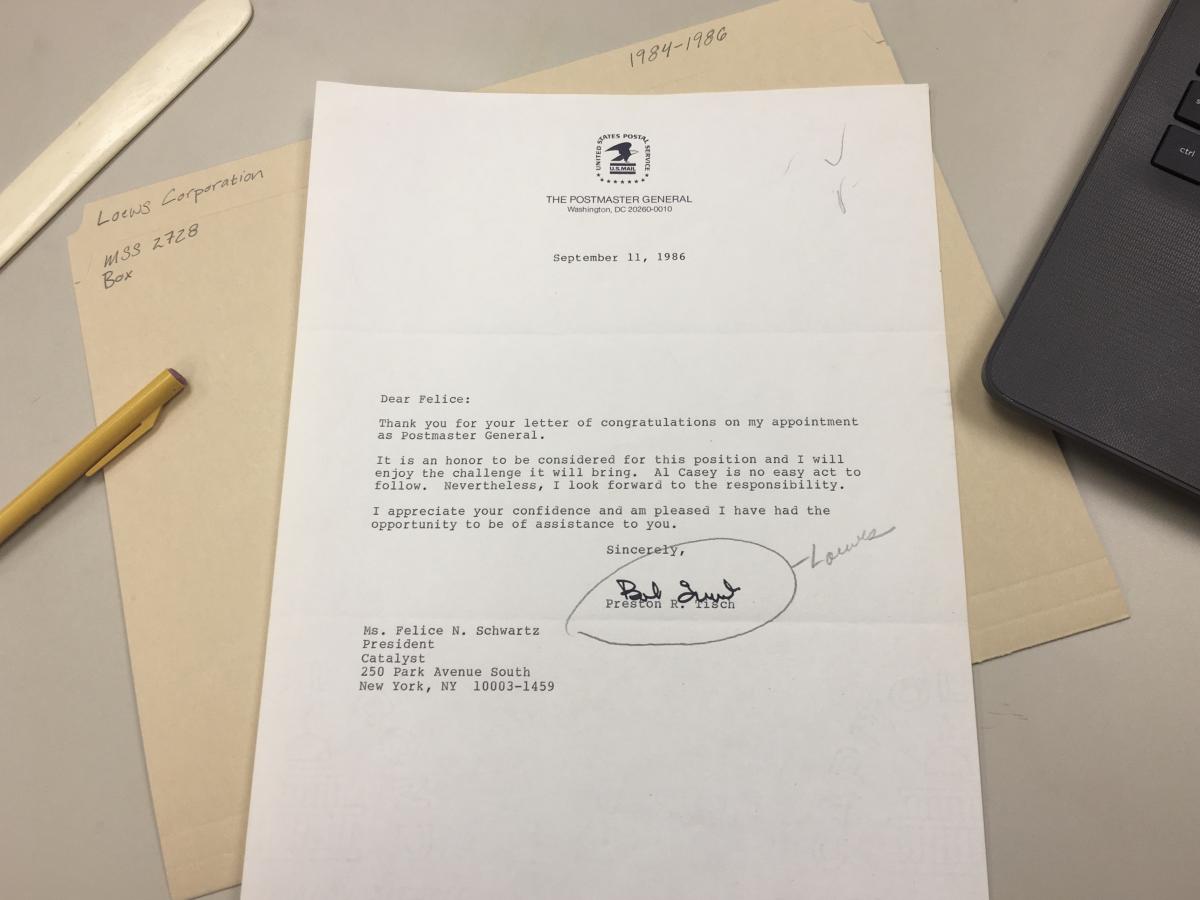 1984-1986
Loews Corporation
MSS 2728
Box
UNITED STATES POSTAL SERVICE
U.S.MAIL
THE POSTMASTER GENERAL
Washington, DC 20260-0010
September 11, 1986
Dear Felice:
Thank you for your letter of congratulations on my appointment
as Postmaster General.
It is an honor to be considered for this position and I will
enjoy the challenge it will bring. Al Casey is no easy act to
follow. Nevertheless, I look forward to the responsibility.
I appreciate your confidence and am pleased I have had the
opportunity to be of assistance to you.
Sincerely,
Bob
Preston R. Tisch
-Loews
Ms. Felice N. Schwartz
President
Catalyst
250 Park Avenue South
New York, NY 10003-1459
ctrl